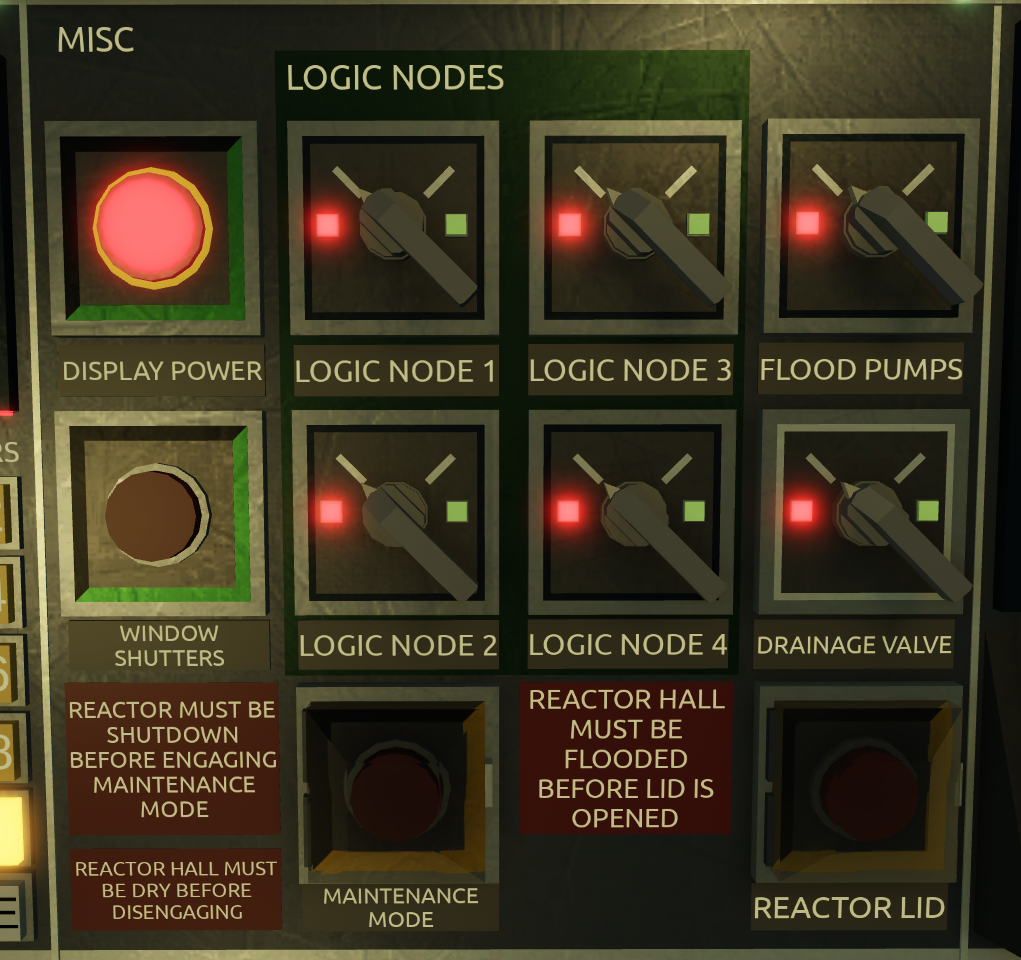 MISC
LOGIC NODES
DISPLAY POWER
LOGIC NODE 1
LOGIC NODE 3
FLOOD PUMPS
WINDOW
SHUTTERS
LOGIC NODE 2
LOGIC NODE 4
DRAINAGE VALVE
REACTOR MUST BE
SHUTDOWN
BEFORE ENGAGING
MAINTENANCE
MODE
REACTOR HALL MUST
BE DRY BEFORE
DISENGAGING
MAINTENANCE
MODE
REACTOR HALL
MUST BE
FLOODED
BEFORE LID IS
OPENED
REACTOR LID